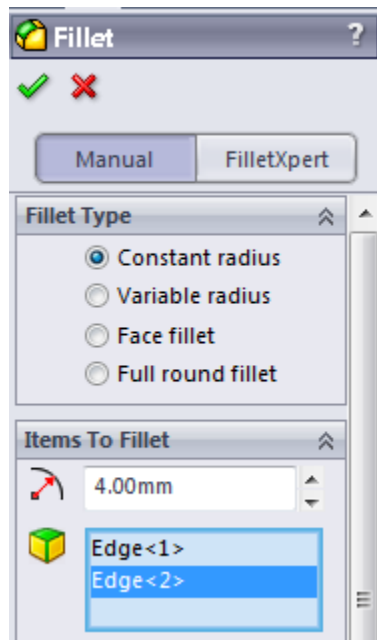 Fillet ?
Manual FilletXpert
Fillet Type
Constant radius
Variable radius
Face fillet
Full round fillet
Items To Fillet
4.00mm
Edge<1>
Edge<2>